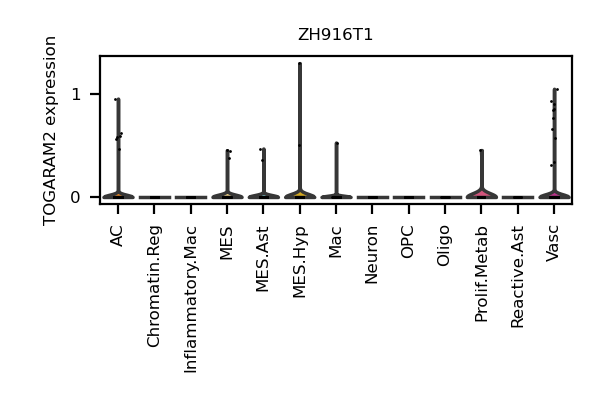 ZH916T1
TOGARAM2 expression
1
0
AC
Chromatin.Reg
Inflammatory.Mac
MES
MES.Ast
MES.Hyp
Mac
Neuron
OPC
Oligo
Prolif.Metab
Reactive.Ast
Vasc